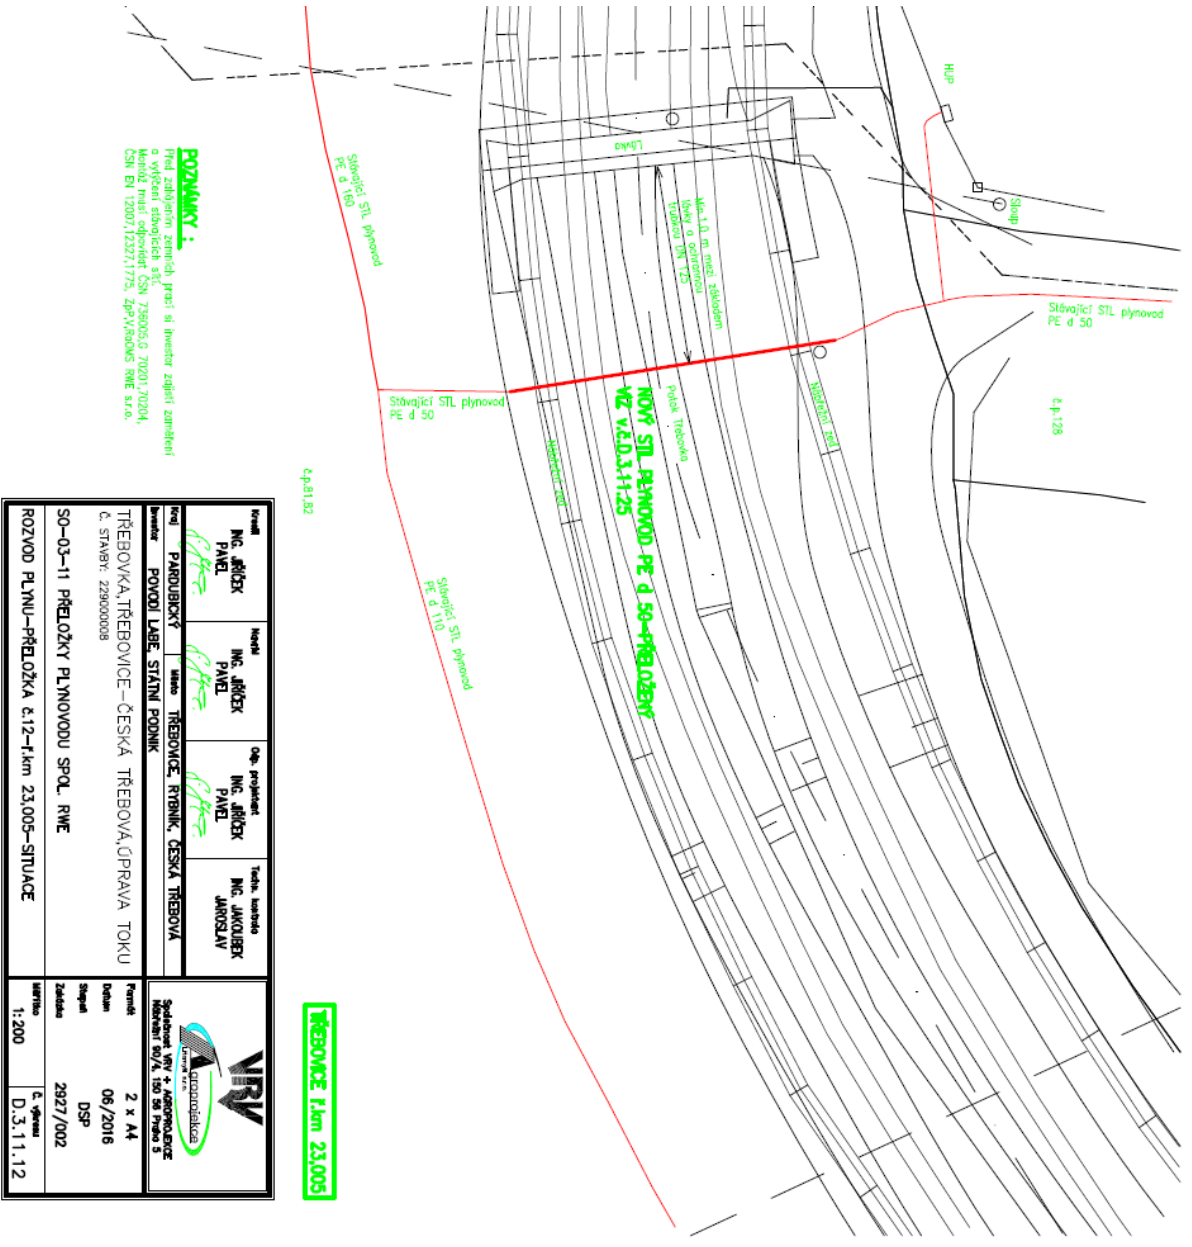 HUP
Sloup
Lávka
Stávající STL plynovod
PE d 160
Min.1,0 m mezi základem
lávky a ochrannou
trubkou DN 125
Stávající STL plynovod
PE d 50
č.p.128
POZNÁMKY :
Před zahájením zemních prací si investor zajistí zaměření
a vytýčení stávajících sítí.
Montáž musí odpovídat ČSN 736005,G 70201,70204,
ČSN EN 12007,12327,1775, ZpP,V,RoDMS RWE s.r.o.
Stávající STL plynovod
PE d 50
NOVÝ STL PLYNOVOD PE d 50-PŘELOŽENÝ
VIZ v.č.D.3.11.25
Potok Třebovka
Nábřežní zeď
Nábřežní zeď
č.p.81,82
Stávající STL plynovod
PE d 110
TŘEBOVICE ř.km 23,005
Kreslil
ING. JIŘÍČEK
PAVEL
Navrhl
ING. JIŘÍČEK
PAVEL
Odp. projektant
ING. JIŘÍČEK
PAVEL
Techn. kontrola
ING. JAKOUBEK
JAROSLAV
Kraj PARDUBICKÝ
Město TŘEBOVICE, RYBNÍK, ČESKÁ TŘEBOVÁ
Investor POVODÍ LABE, STÁTNÍ PODNIK
TŘEBOVKA,TŘEBOVICE-ČESKÁ TŘEBOVÁ,ÚPRAVA TOKU
Č. STAVBY: 229000008
SO-03-11 PŘELOŽKY PLYNOVODU SPOL. RWE
ROZVOD PLYNU-PŘELOŽKA č.12-ř.km 23,005-SITUACE
VRV
Agroprojekce
Litomyšl s.r.o.
Společnost VRV + AGROPROJEKCE
Nábřežní 90/4, 150 56 Praha 5
Formát 2 x A4
Datum 06/2016
Stupeň DSP
Zakázka 2927/002
Měřítko
1:200
Č. výkresu
D.3.11.12